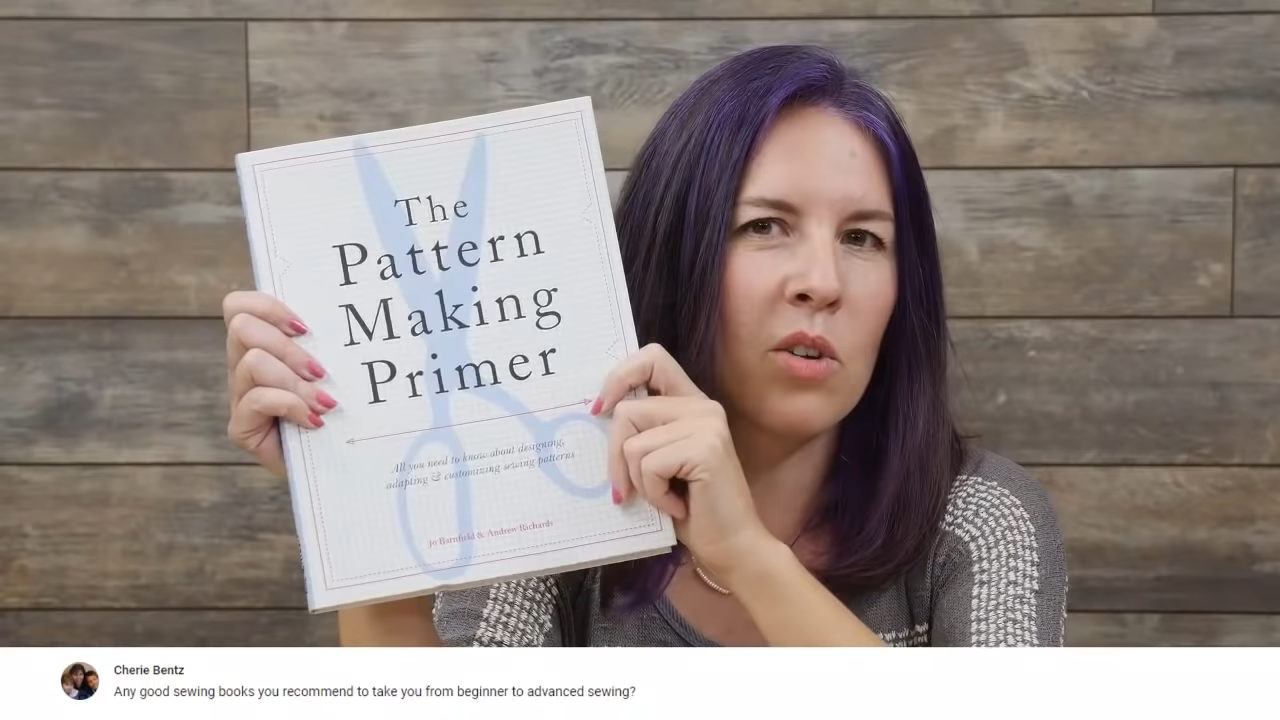 The
Pattern
Making
Primer
All you need to know about designing,
adapting & customizing sewing patterns
Jo Barnfield & Andrew Richards
Cherie Bentz
Any good sewing books you recommend to take you from beginner to advanced sewing?